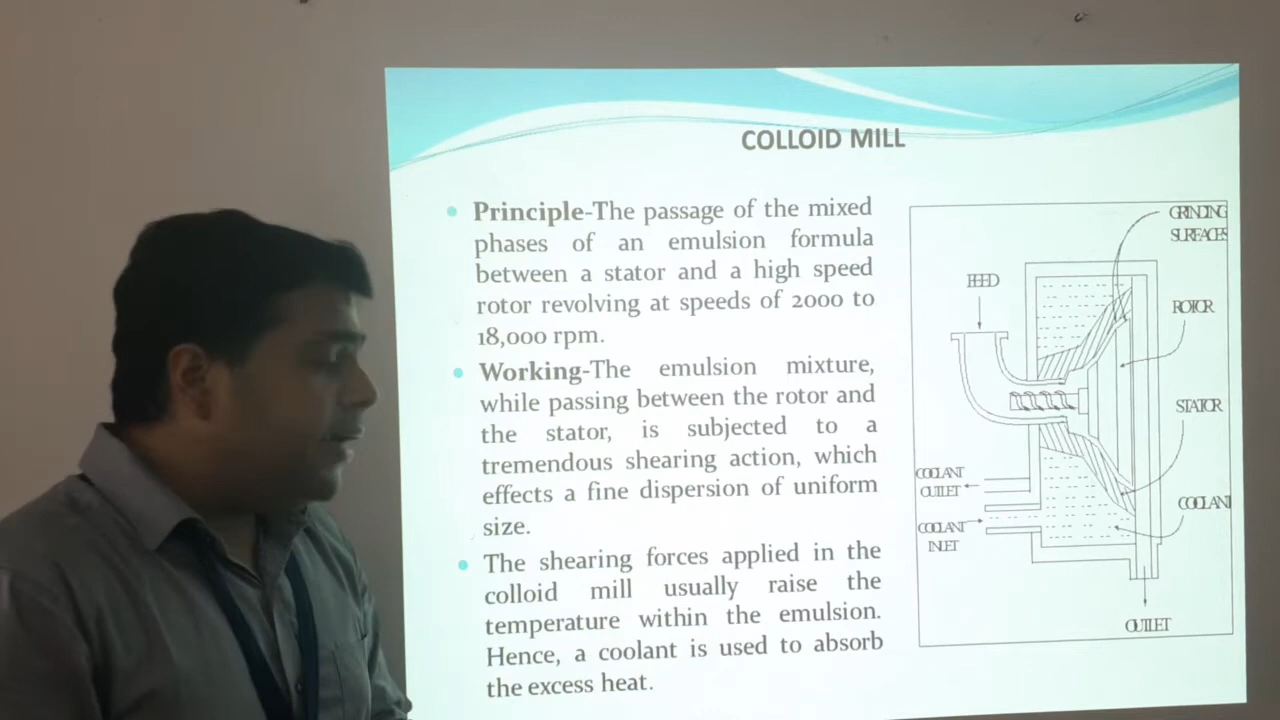 COLLOID MILL
Principle-The passage of the mixed
phases of an emulsion formula
between a stator and a high speed
rotor revolving at speeds of 2000 to
18,000 rpm.
Working-The emulsion mixture,
while passing between the rotor and
the stator, is subjected to a
tremendous shearing action, which
effects a fine dispersion of uniform
size.
The shearing forces applied in the
colloid mill usually raise the
temperature within the emulsion.
Hence, a coolant is used to absorb
the excess heat.
GRINDING
SURFACES
FEED
ROTOR
STATOR
COOLANT
OUTLET
COOLANT
COOLANT
INLET
OUTLET